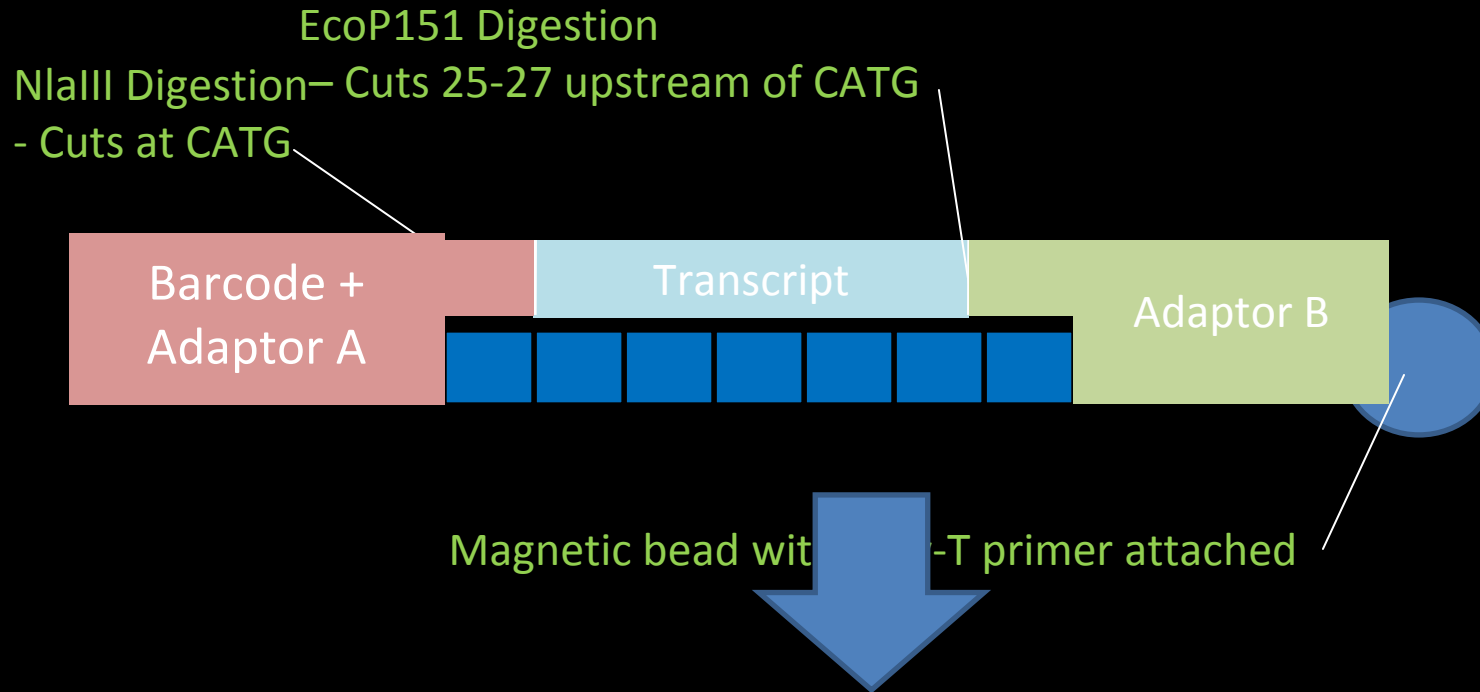 EcoP151 Digestion
NlaIII Digestion– Cuts 25-27 upstream of CATG
- Cuts at CATG
Barcode +
Adaptor A
Transcript
Adaptor B
Magnetic bead -T primer attached